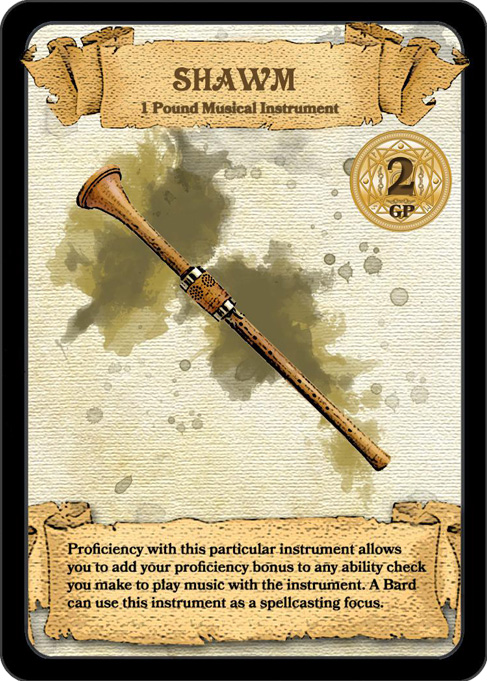 SHAWM
1 Pound Musical Instrument
2
GP
Proficiency with this particular instrument allows
you to add your proficiency bonus to any ability check
you make to play music with the instrument. A Bard
can use this instrument as a spellcasting focus.